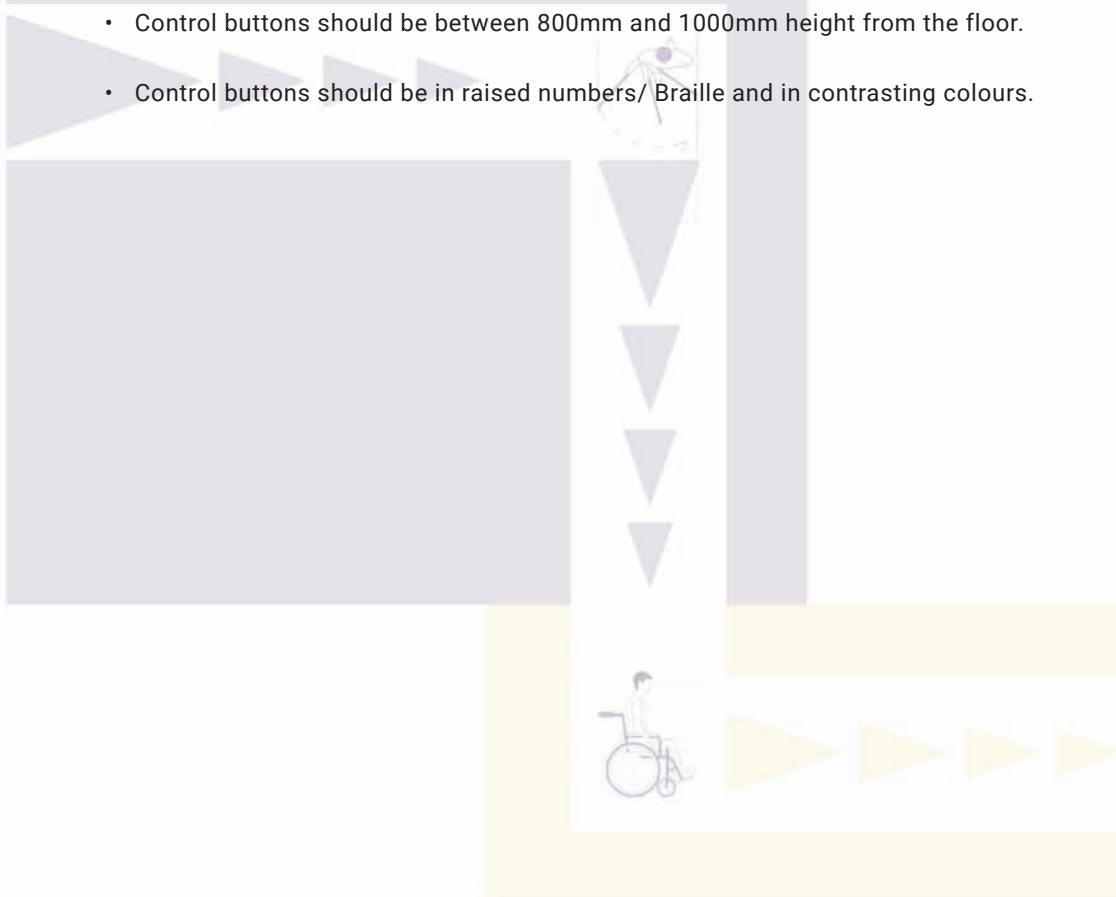 • Control buttons should be between 800mm and 1000mm height from the floor.
• Control buttons should be in raised numbers/ Braille and in contrasting colours.